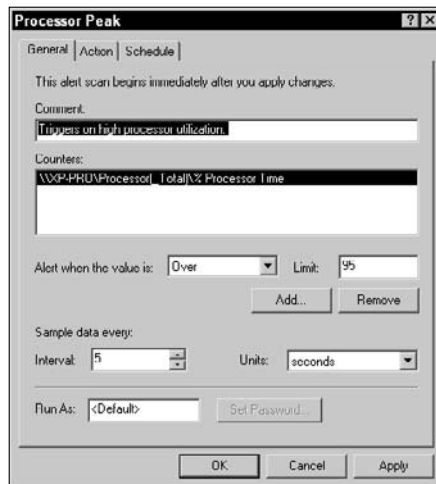 Processor Peak
General Action Schedule
This alert scan begins immediately after you apply changes.
Comment:
Triggers on high processor utilization.
Counters:
\\XP-PRO\Processor(_Total)\% Processor Time
Alert when the value is: Over Limit: 95
Add... Remove
Sample data every:
Interval: 5 Units: seconds
Run As: <Default> Set Password...
OK Cancel Apply